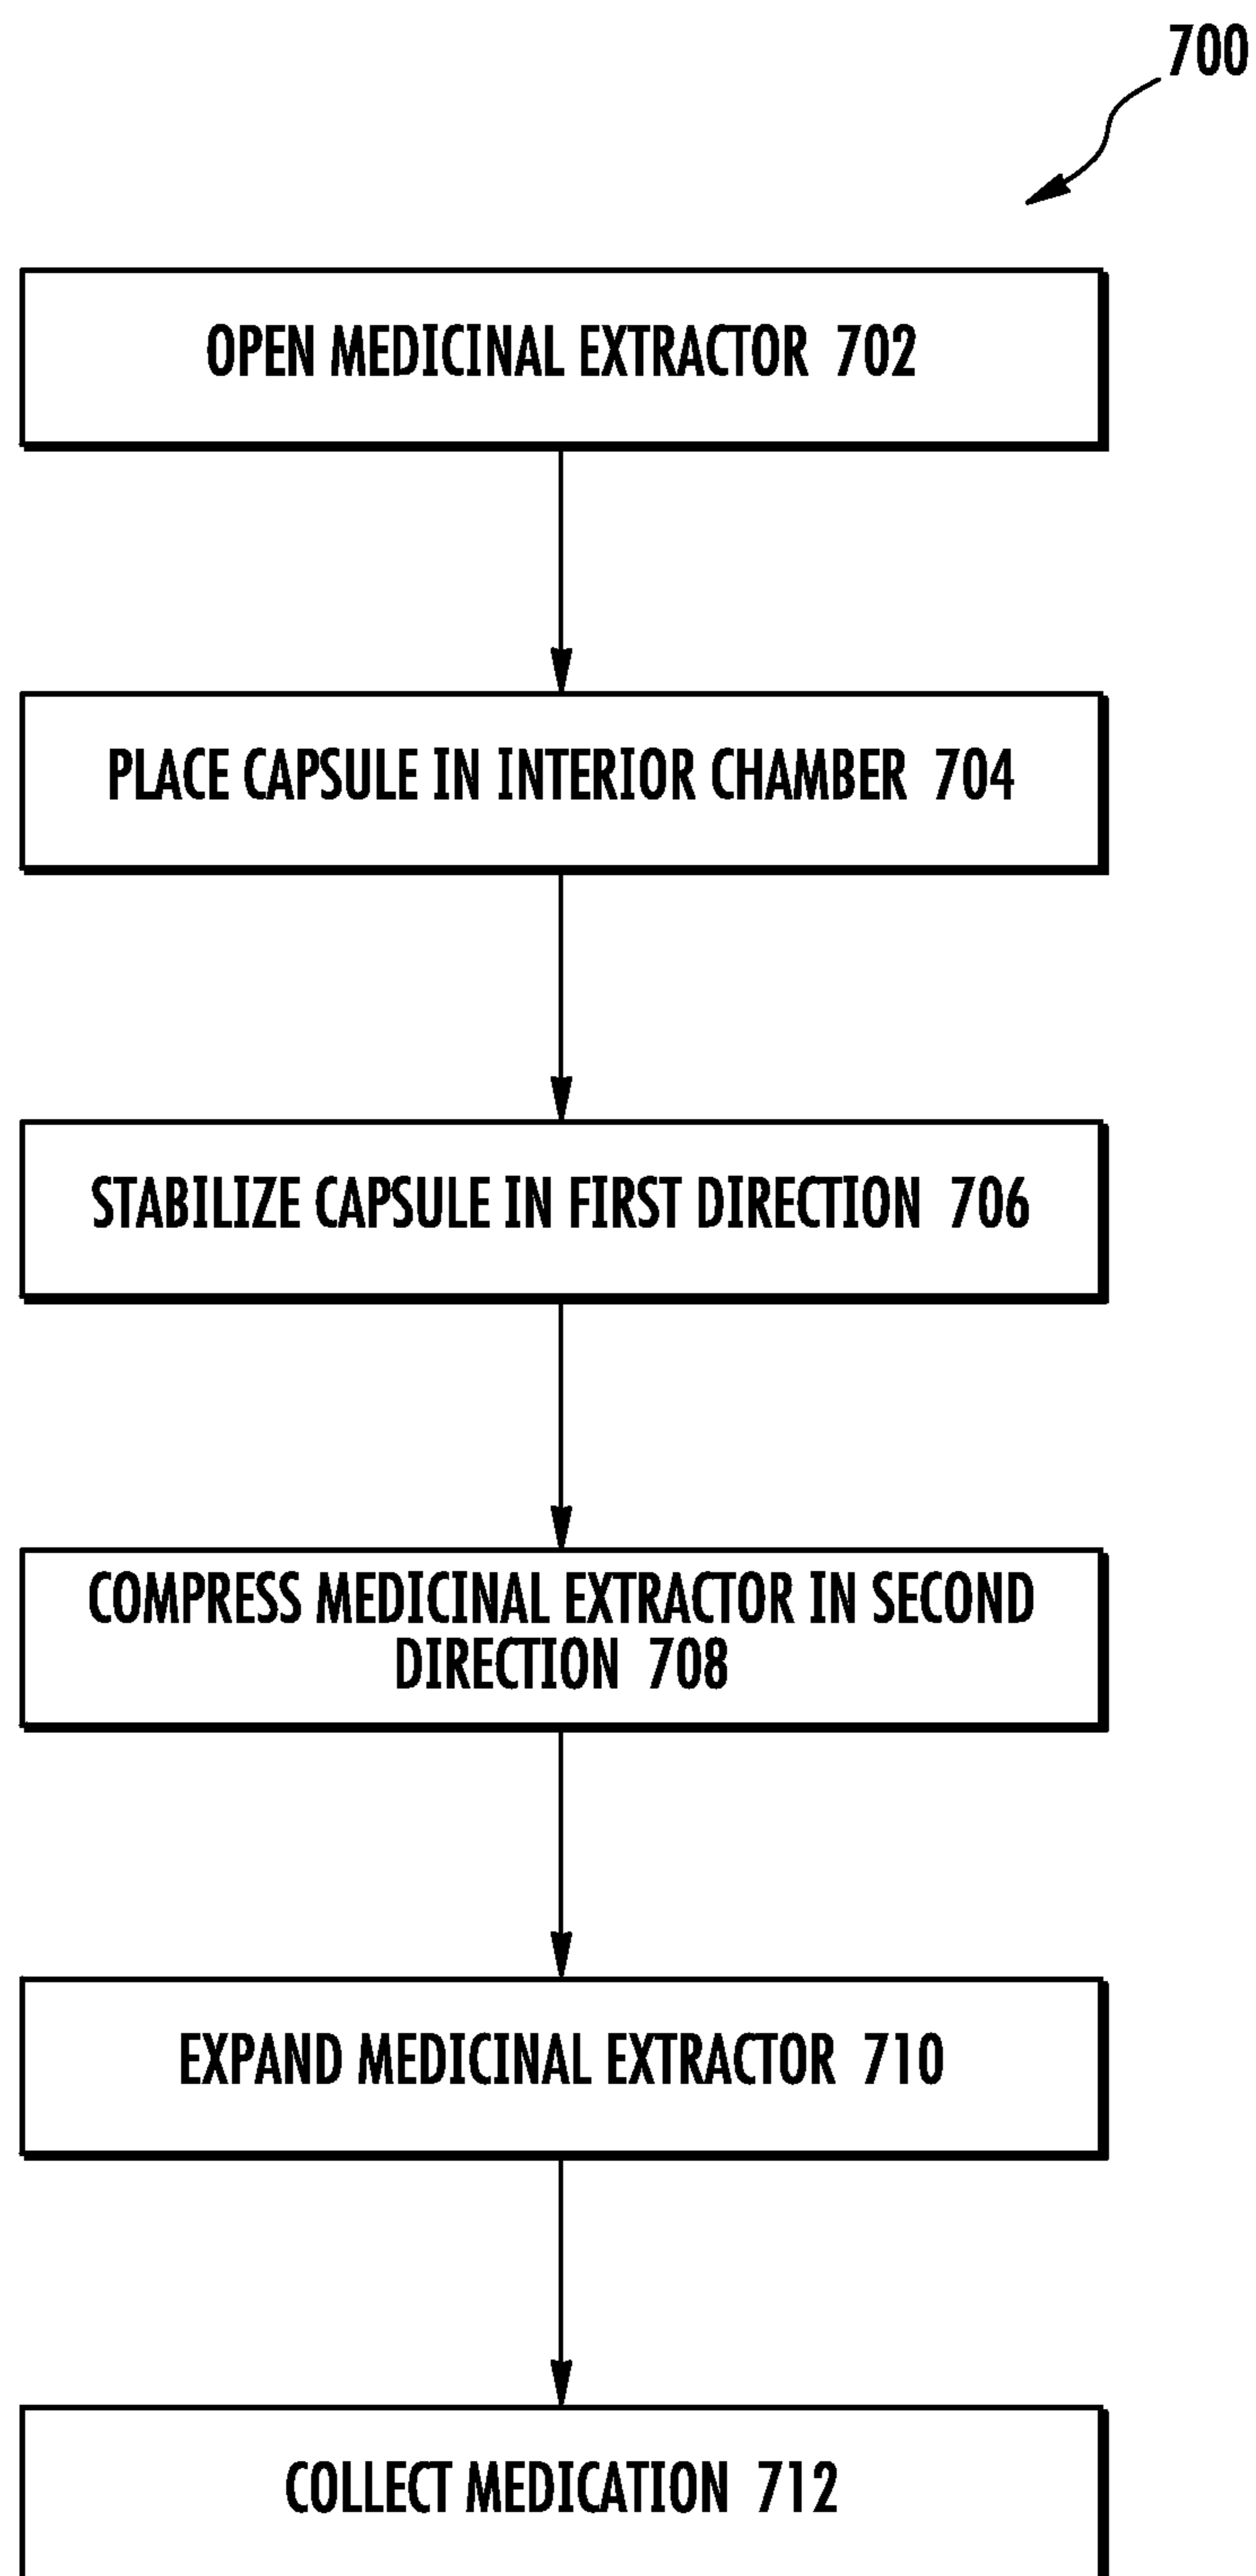 700
OPEN MEDICINAL EXTRACTOR 702
PLACE CAPSULE IN INTERIOR CHAMBER 704
STABILIZE CAPSULE IN FIRST DIRECTION 706
COMPRESS MEDICINAL EXTRACTOR IN SECOND
DIRECTION 708
EXPAND MEDICINAL EXTRACTOR 710
COLLECT MEDICATION 712